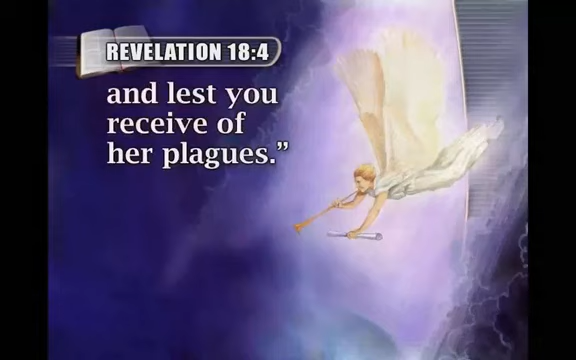 REVELATION 18:4
and lest you
receive of
her plagues.”